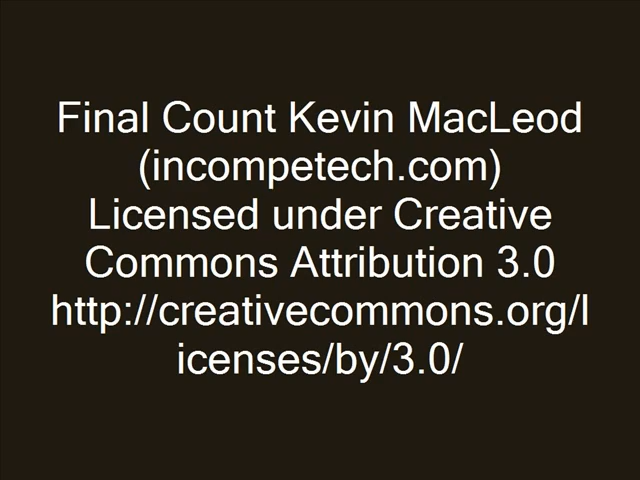 Final Count Kevin MacLeod
(incompetech.com)
Licensed under Creative
Commons Attribution 3.0
http://creativecommons.org/l
icenses/by/3.0/